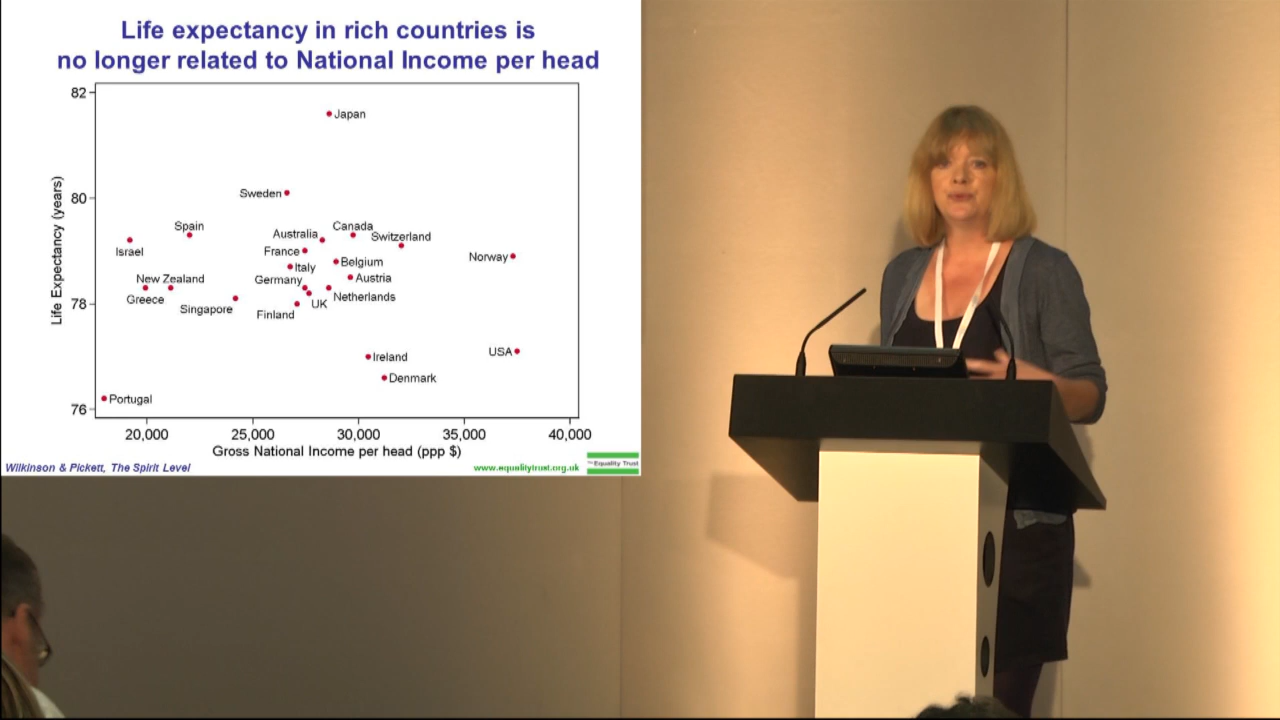 Life expectancy in rich countries is
no longer related to National Income per head
82
80
78
76
Life Expectancy (years)
Japan
Sweden
Spain
Israel
Australia
Canada
Switzerland
France
Norway
Belgium
Italy
New Zealand
Germany
Austria
Greece
Singapore
UK
Netherlands
Finland
Ireland
USA
Denmark
Portugal
20,000
25,000
30,000
35,000
40,000
Gross National Income per head (ppp $)
Wilkinson & Pickett, The Spirit Level
www.equalitytrust.org.uk
The Equality Trust